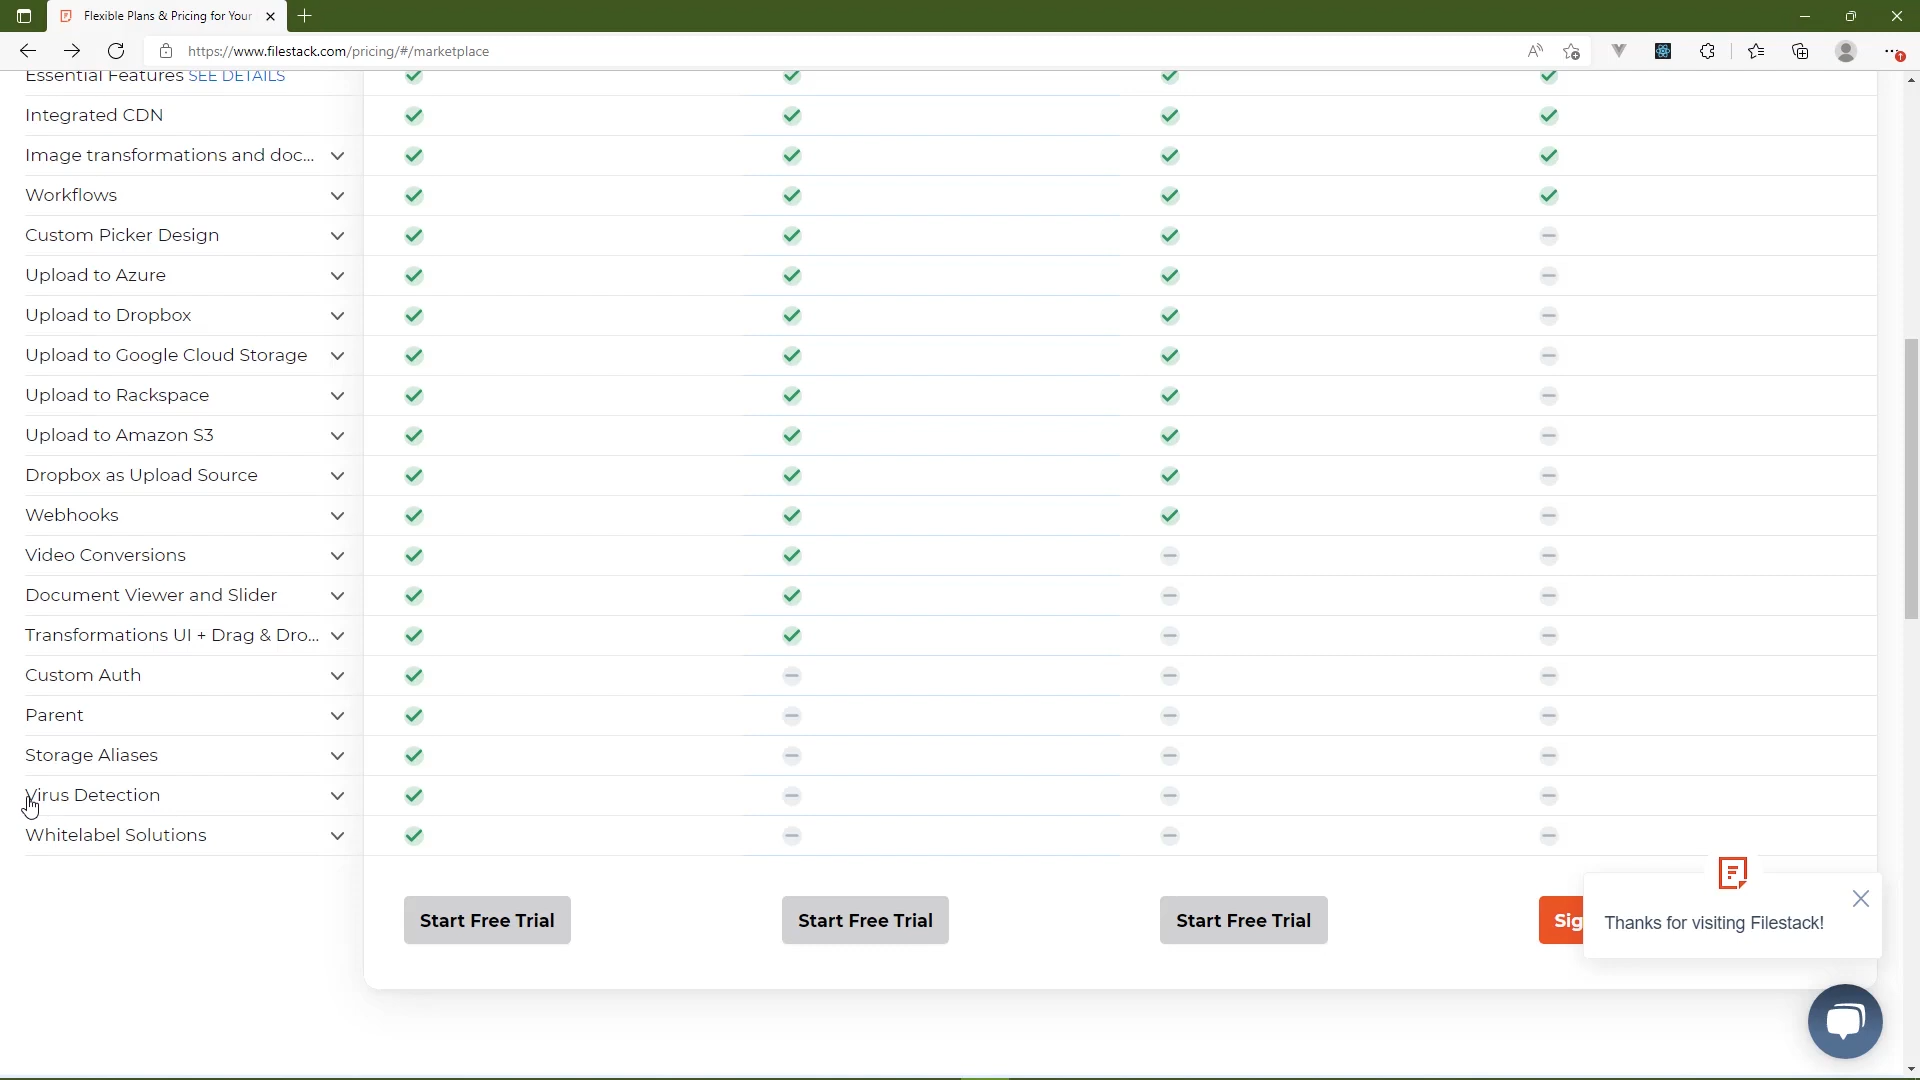 Flexible Plans & Pricing for Your
https://www.filestack.com/pricing/#/marketplace
Essential Features SEE DETAILS
Integrated CDN
Image transformations and doc...
Workflows
Custom Picker Design
Upload to Azure
Upload to Dropbox
Upload to Google Cloud Storage
Upload to Rackspace
Upload to Amazon S3
Dropbox as Upload Source
Webhooks
Video Conversions
Document Viewer and Slider
Transformations UI + Drag & Dro...
Custom Auth
Parent
Storage Aliases
Virus Detection
Whitelabel Solutions
Start Free Trial
Start Free Trial
Start Free Trial
Sig
Thanks for visiting Filestack!